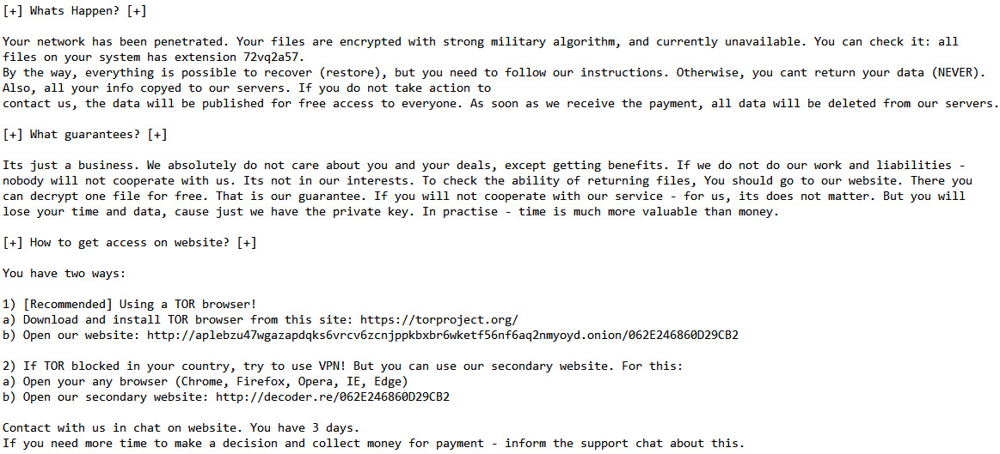 [+] Whats Happen? [+]
Your network has been penetrated. Your files are encrypted with strong military algorithm, and currently unavailable. You can check it: all
files on your system has extension 72vq2a57.
By the way, everything is possible to recover (restore), but you need to follow our instructions. Otherwise, you cant return your data (NEVER).
Also, all your info copyed to our servers. If you do not take action to
contact us, the data will be published for free access to everyone. As soon as we receive the payment, all data will be deleted from our servers.
[+] What guarantees? [+]
Its just a business. We absolutely do not care about you and your deals, except getting benefits. If we do not do our work and liabilities -
nobody will not cooperate with us. Its not in our interests. To check the ability of returning files, You should go to our website. There you
can decrypt one file for free. That is our guarantee. If you will not cooperate with our service - for us, its does not matter. But you will
lose your time and data, cause just we have the private key. In practise - time is much more valuable than money.
[+] How to get access on website? [+]
You have two ways:
1) [Recommended] Using a TOR browser!
a) Download and install TOR browser from this site: https://torproject.org/
b) Open our website: http://aplebzu47wgazapdqks6vrcv6zcnjppkbxbr6wketf56nf6aq2nmyoyd.onion/062E246860D29CB2
2) If TOR blocked in your country, try to use VPN! But you can use our secondary website. For this:
a) Open your any browser (Chrome, Firefox, Opera, IE, Edge)
b) Open our secondary website: http://decoder.re/062E246860D29CB2
Contact with us in chat on website. You have 3 days.
If you need more time to make a decision and collect money for payment - inform the support chat about this.